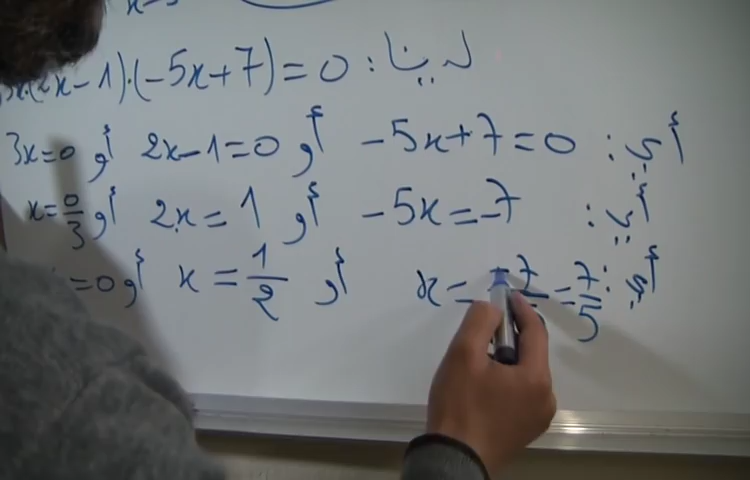 لدينا: 3x·(2x-1)·(-5x+7)=0
أي: -5x+7=0 أو 2x-1=0 أو 3x=0
أي: -5x=-7 أو 2x=1 أو x=0/3
أي: x= -7 =7/5 أو x=1/2 أو =0